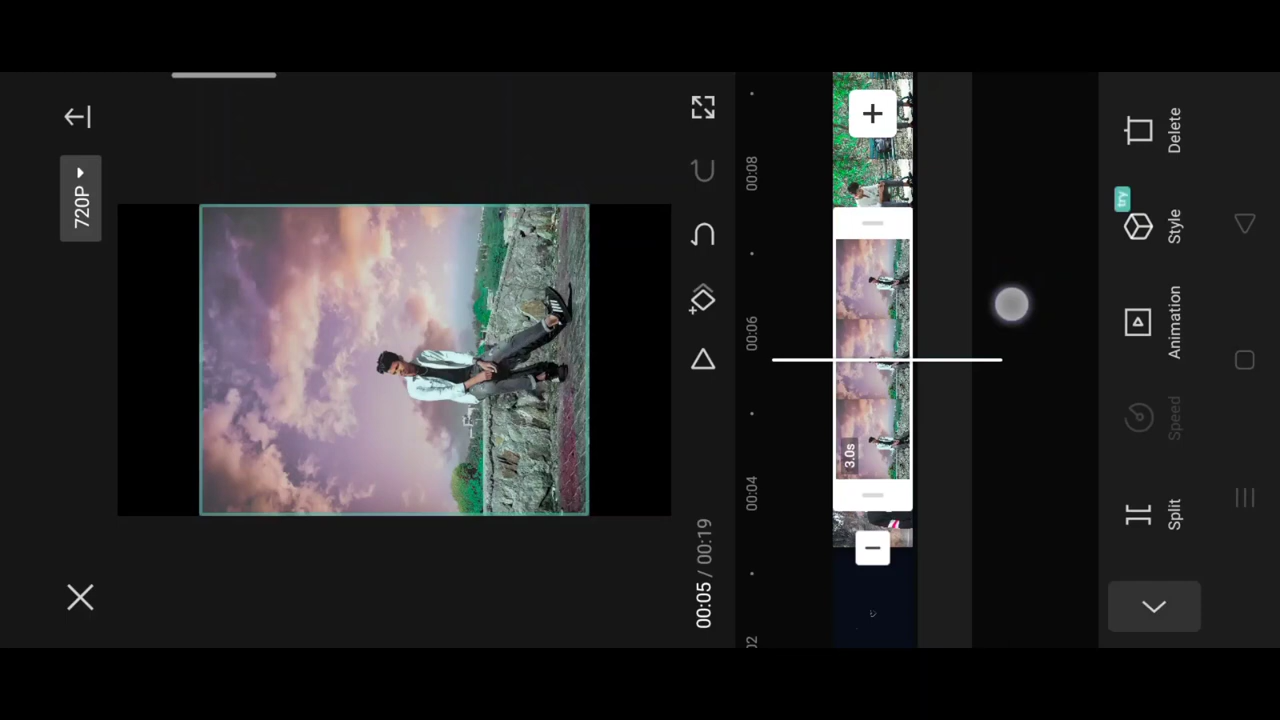 720P
00:05 / 00:19
02
00:04
00:06
00:08
3.0s
Split
Speed
Animation
Style
try
Delete